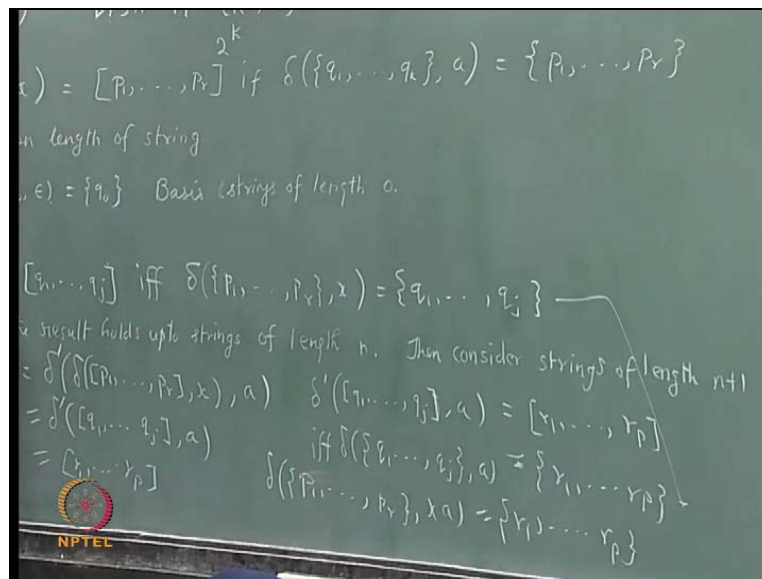 2^k
) = [p₁, ..., pᵣ] if δ({q₁, ..., qₖ}, a) = {p₁, ..., pᵣ}
n length of string
, ϵ) = {q₀} Basis (strings of length 0.
[q₁, ..., qⱼ] iff δ({p₁, ..., pᵣ}, x) = {q₁, ..., qⱼ}
result holds upto strings of length n. Then consider strings of length n+1
= δ'(δ([p₁, ..., pᵣ], x), a) δ'([q₁, ..., qⱼ], a) = [r₁, ..., rₚ]
= δ'([q₁, ... qⱼ], a) iff δ({q₁, ... qⱼ}, a) = {r₁, ... rₚ}
= [r₁, ... rₚ] δ({p₁, ..., pᵣ}, xa) = {r₁, .... rₚ}
NPTEL